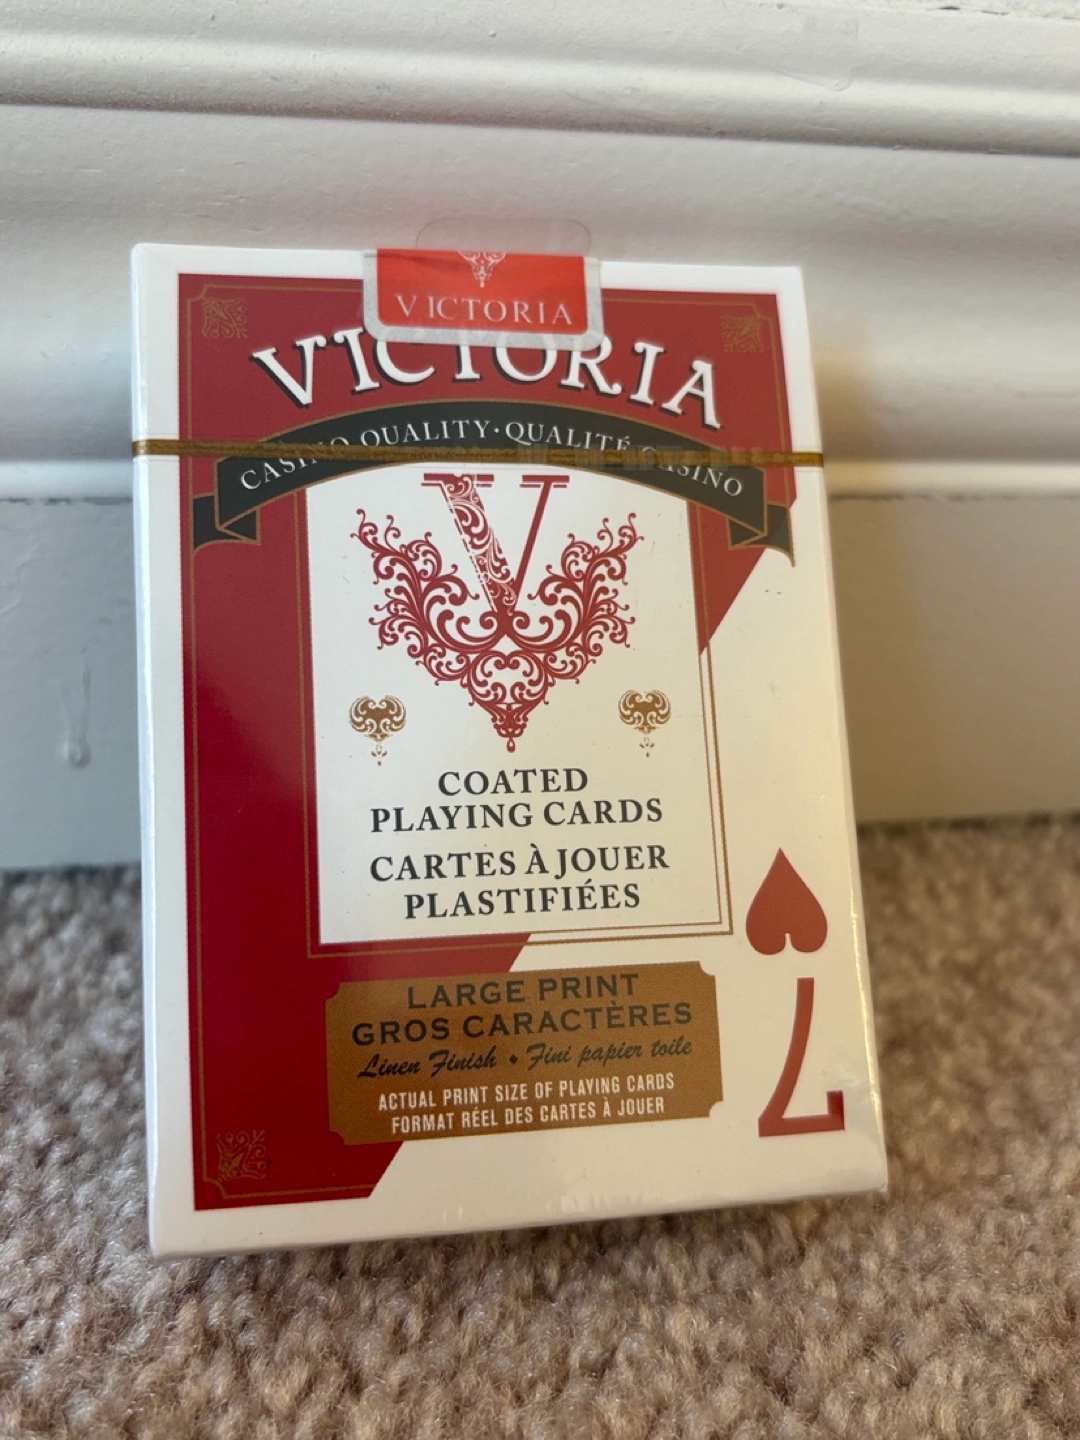 VICTORIA
VICTORIA
CASINO QUALITY · QUALITÉ CASINO
V
COATED
PLAYING CARDS
CARTES À JOUER
PLASTIFIÉES
LARGE PRINT
GROS CARACTÈRES
Linen Finish • Fini papier toile
ACTUAL PRINT SIZE OF PLAYING CARDS
FORMAT RÉEL DES CARTES À JOUER
7